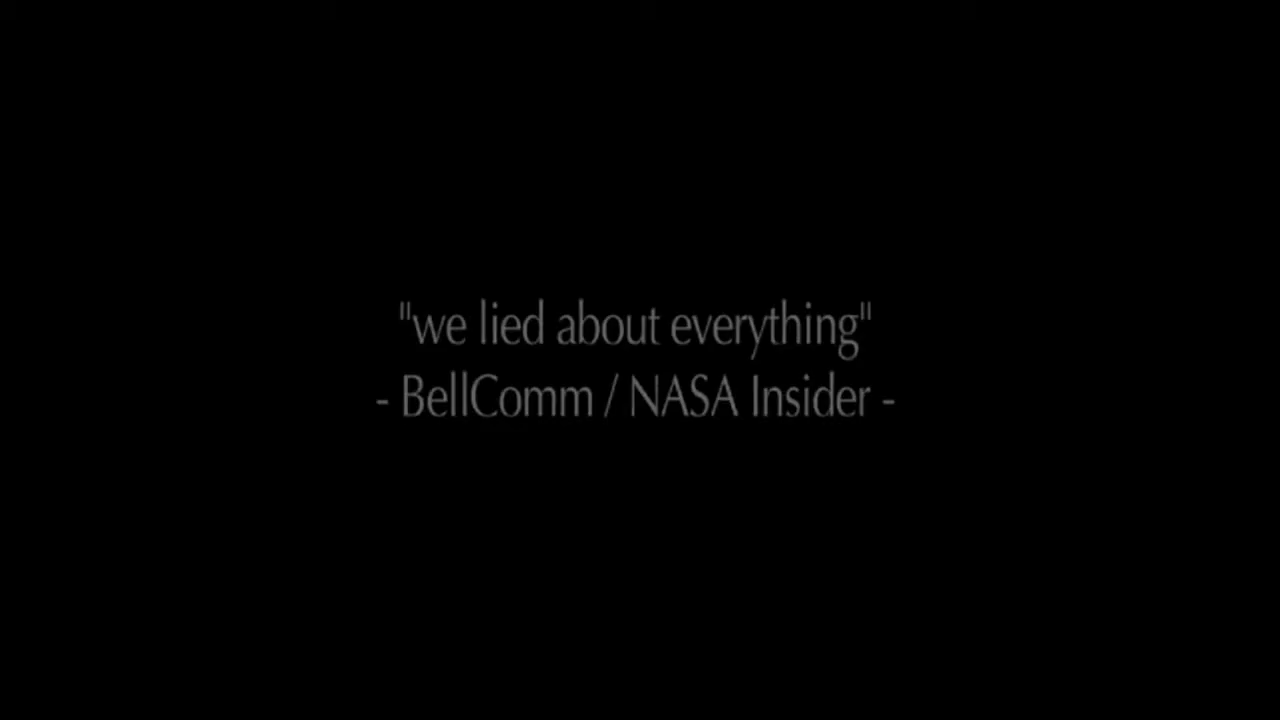 "we lied about everything"
- BellComm / NASA Insider -